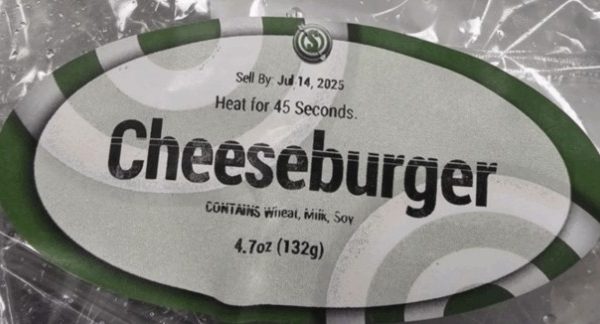 S
Sell By: Jul 14, 2025
Heat for 45 Seconds.
Cheeseburger
CONTAINS Wheat, Milk, Soy
4.7oz (132g)